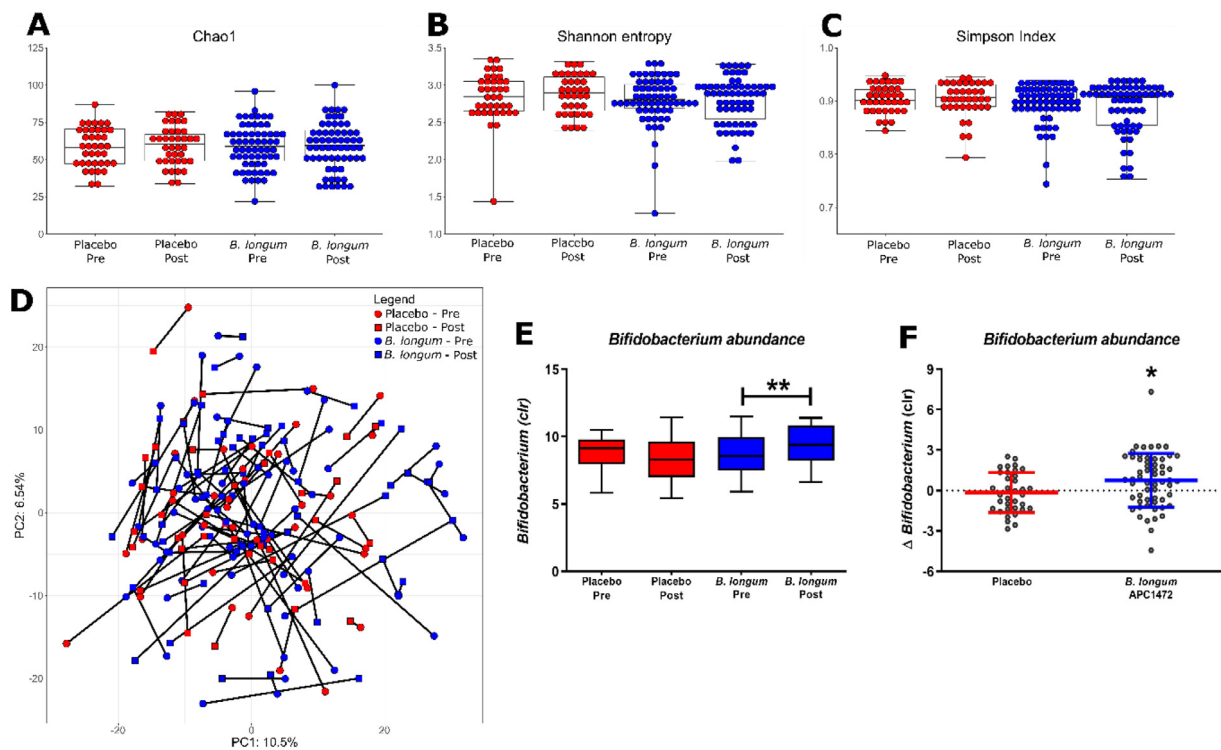 A
Chao1
125
100
75
50
25
0
Placebo Pre
Placebo Post
B. longum Pre
B. longum Post
B
Shannon entropy
3.5
3.0
2.5
2.0
1.5
1.0
Placebo Pre
Placebo Post
B. longum Pre
B. longum Post
C
Simpson Index
1.0
0.9
0.8
0.7
Placebo Pre
Placebo Post
B. longum Pre
B. longum Post
D
Legend
Placebo - Pre
Placebo - Post
B. longum - Pre
B. longum - Post
PC2: 6.54%
20
10
0
-10
-20
-20
0
20
PC1: 10.5%
E
Bifidobacterium abundance
Bifidobacterium (clr)
15
10
5
0
**
Placebo Pre
Placebo Post
B. longum Pre
B. longum Post
F
Bifidobacterium abundance
Δ Bifidobacterium (clr)
9
6
3
0
-3
-6
*
Placebo
B. longum
APC1472